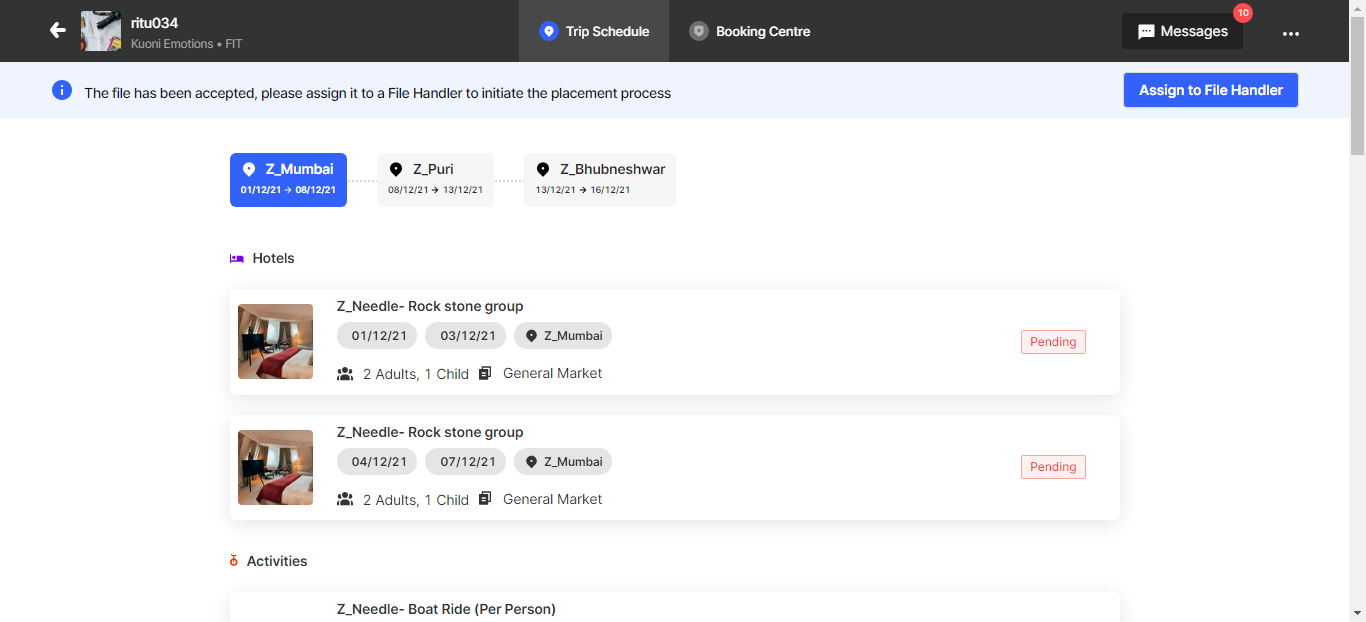 ritu034
Kuoni Emotions • FIT
Trip Schedule
Booking Centre
Messages
10
The file has been accepted, please assign it to a File Handler to initiate the placement process
Assign to File Handler
Z_Mumbai
01/12/21 → 08/12/21
Z_Puri
08/12/21 → 13/12/21
Z_Bhubneshwar
13/12/21 → 16/12/21
Hotels
Z_Needle- Rock stone group
01/12/21 03/12/21 Z_Mumbai
2 Adults, 1 Child General Market
Pending
Z_Needle- Rock stone group
04/12/21 07/12/21 Z_Mumbai
2 Adults, 1 Child General Market
Pending
Activities
Z_Needle- Boat Ride (Per Person)